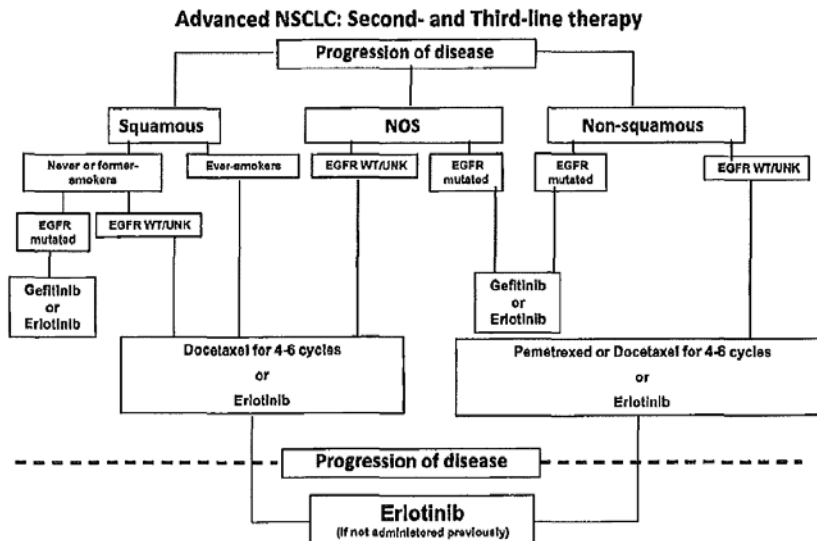 Advanced NSCLC: Second- and Third-line therapy
Progression of disease
Squamous
NOS
Non-squamous
Never or former-
smokers
Ever-smokers
EGFR WT/UNK
EGFR
mutated
EGFR
mutated
EGFR WT/UNK
EGFR
mutated
EGFR WT/UNK
Gefitinib
or
Erlotinib
Gefitinib
or
Erlotinib
Docetaxel for 4-6 cycles
or
Erlotinib
Pemetrexed or Docetaxel for 4-6 cycles
or
Erlotinib
Progression of disease
Erlotinib
(if not administered previously)